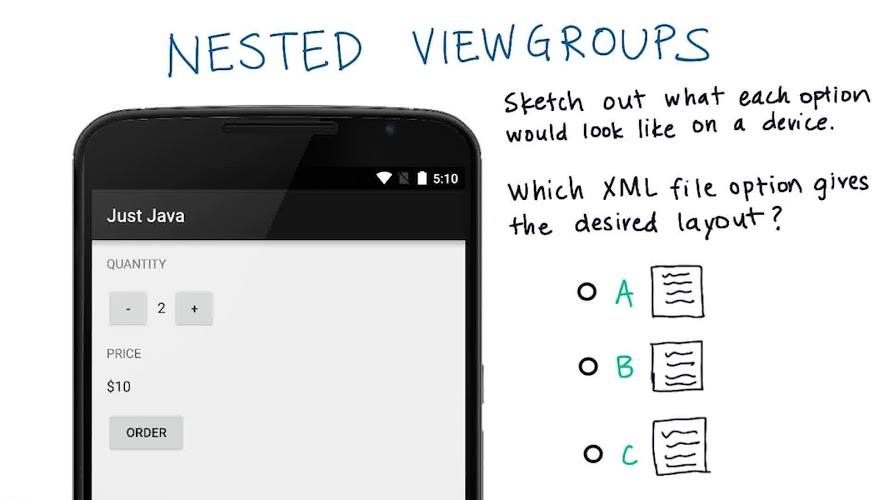 NESTED VIEWGROUPS
Sketch out what each option
would look like on a device.
Which XML file option gives
the desired layout?
A
B
C
5:10
Just Java
QUANTITY
- 2 +
PRICE
$10
ORDER